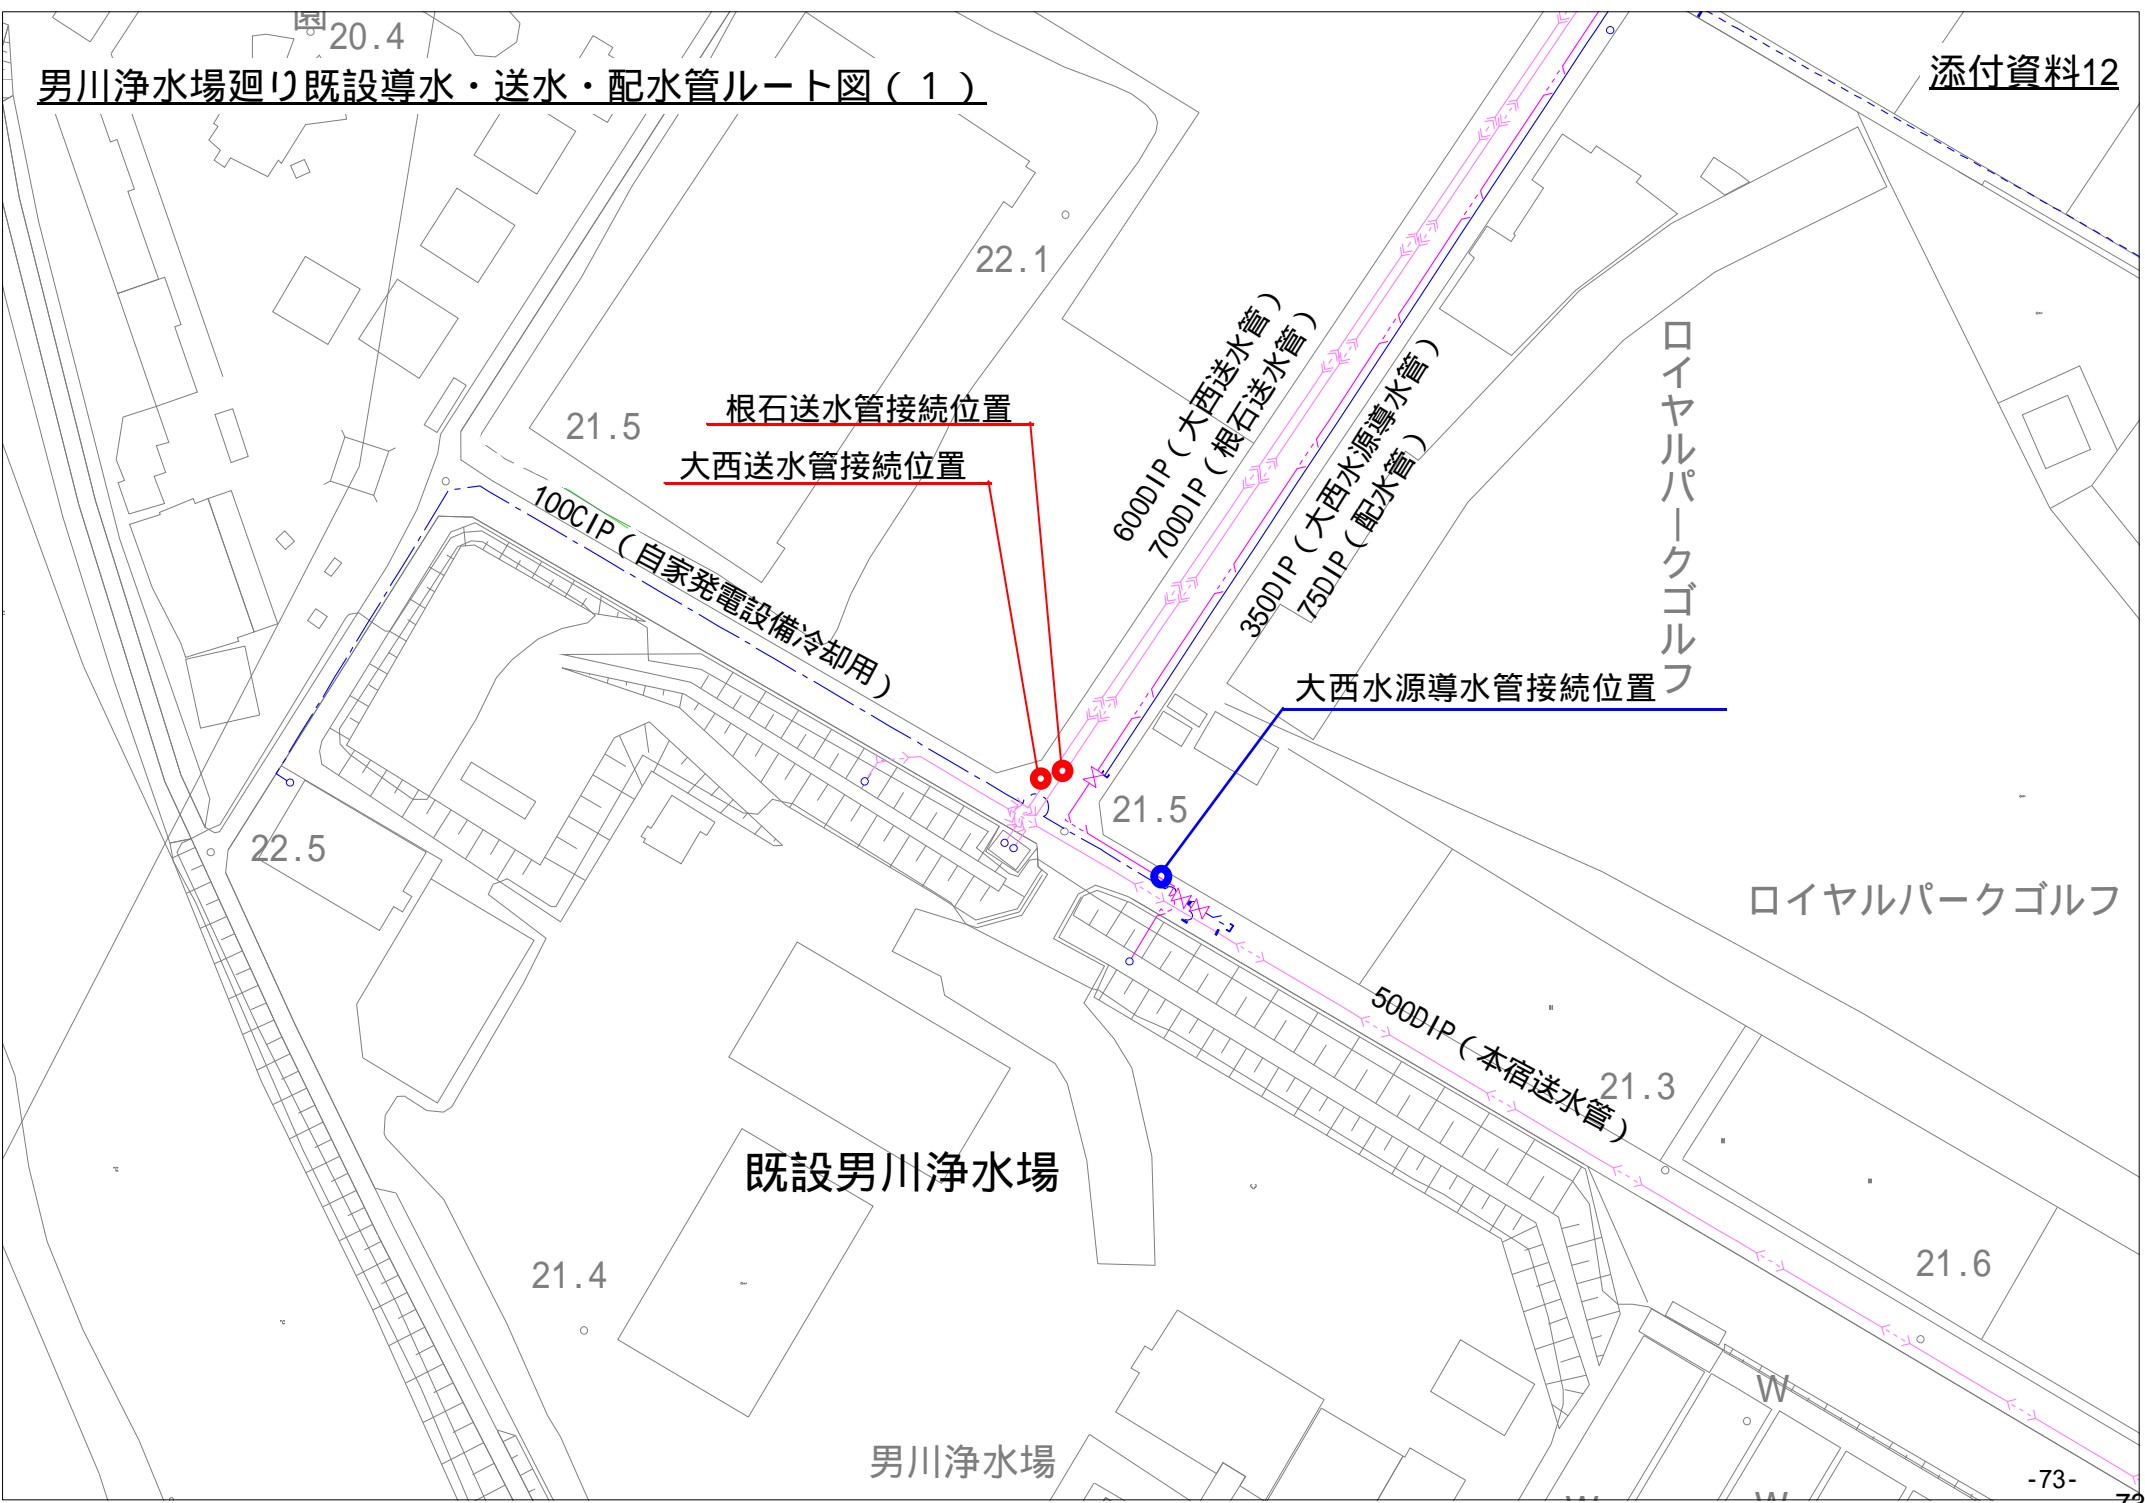 園
20.4
男川浄水場廻り既設導水・送水・配水管ルート図(1)
添付資料12
22.1
21.5
根石送水管接続位置
大西送水管接続位置
600DIP(大西送水管)
700DIP(根石送水管)
350DIP(大西水源導水管)
75DIP(配水管)
ロイヤルパークゴルフ
100CIP(自家発電設備冷却用)
大西水源導水管接続位置
21.5
22.5
ロイヤルパークゴルフ
500DIP(本宿送水管)
21.3
既設男川浄水場
21.4
21.6
W
男川浄水場
-73-
W
W